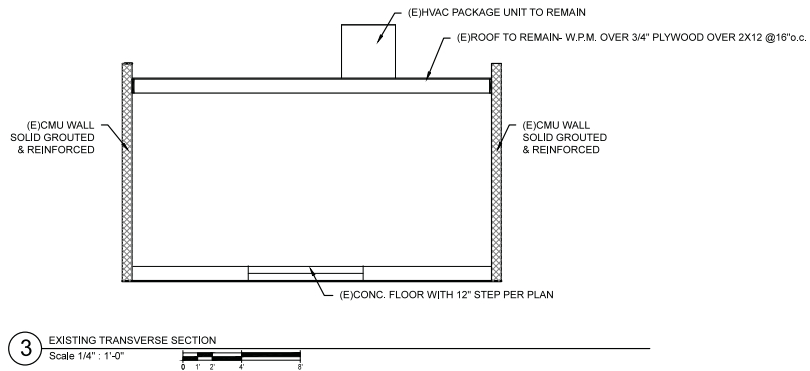 (E)HVAC PACKAGE UNIT TO REMAIN
(E)ROOF TO REMAIN- W.P.M. OVER 3/4" PLYWOOD OVER 2X12 @16"o.c.
(E)CMU WALL
SOLID GROUTED
& REINFORCED
(E)CMU WALL
SOLID GROUTED
& REINFORCED
(E)CONC. FLOOR WITH 12" STEP PER PLAN
3
EXISTING TRANSVERSE SECTION
Scale 1/4" : 1'-0"
0 1' 2' 4' 8'